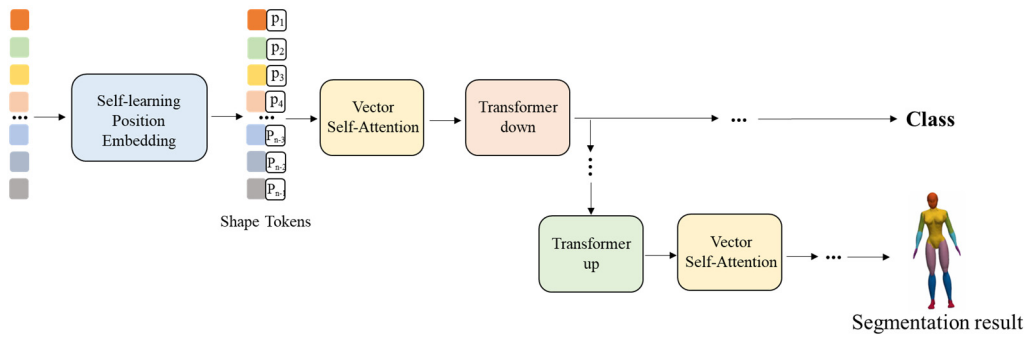 p1
p2
p3
p4
Pn-3
Pn-2
Pn-1
Shape Tokens
Self-learning
Position
Embedding
Vector
Self-Attention
Transformer
down
Class
Transformer
up
Vector
Self-Attention
Segmentation result